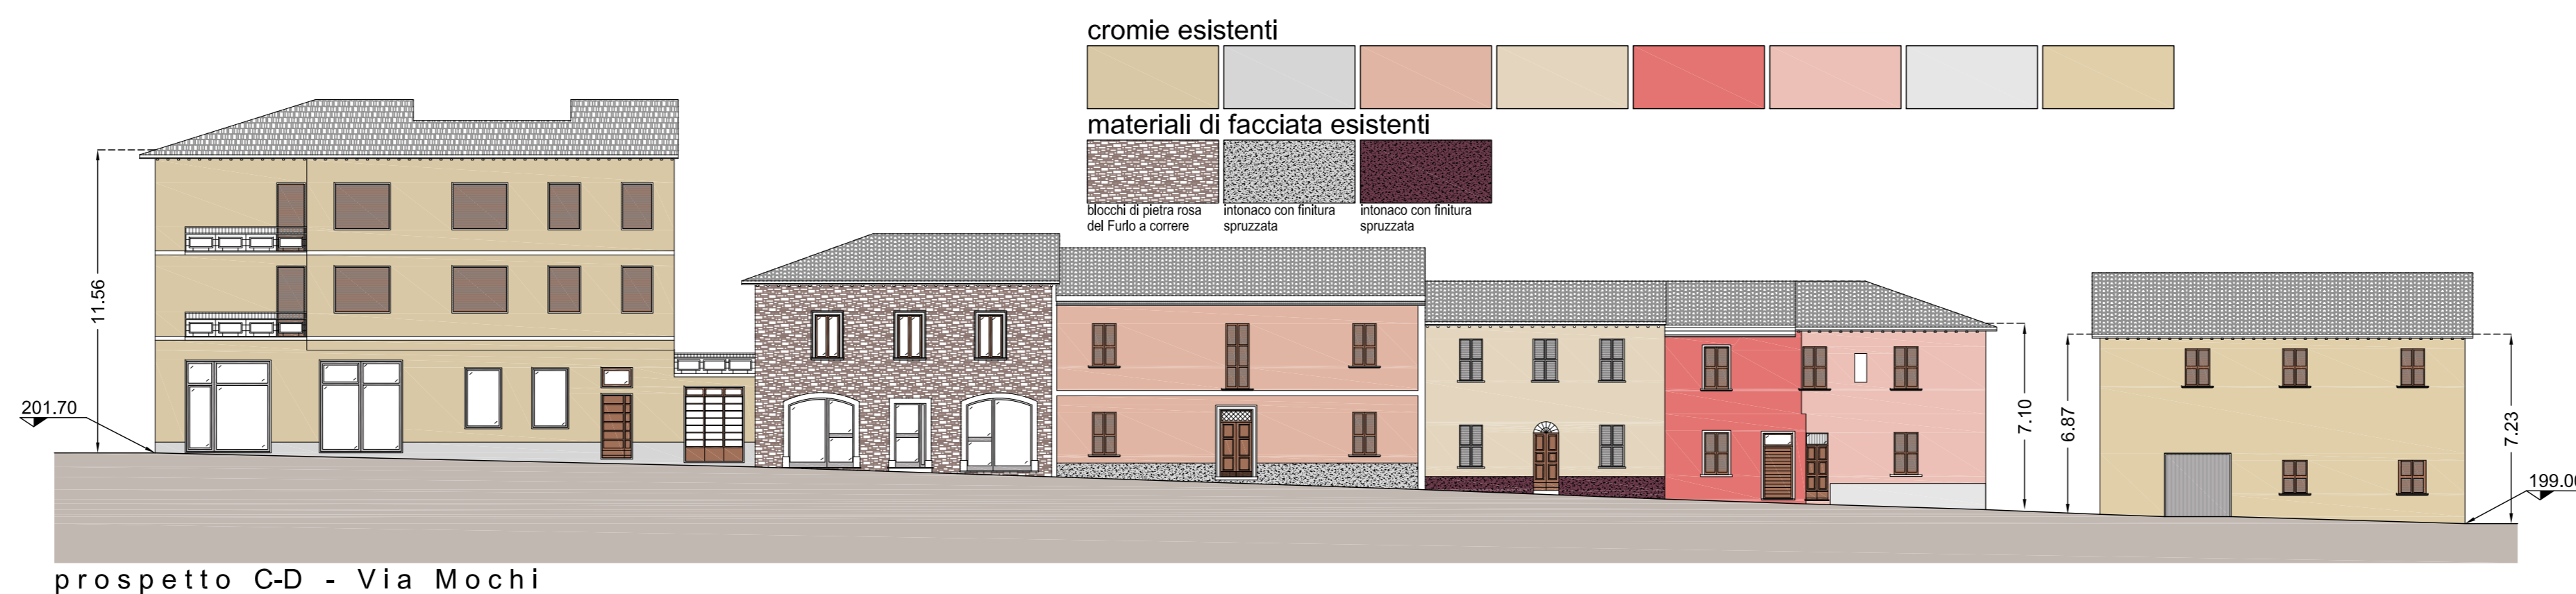 cromie esistenti
materiali di facciata esistenti
blocchi di pietra rosa
del Furlo a correre
intonaco con finitura
spruzzata
intonaco con finitura
spruzzata
11.56
201.70
7.10
6.87
7.23
199.00
prospetto C-D - Via Mochi